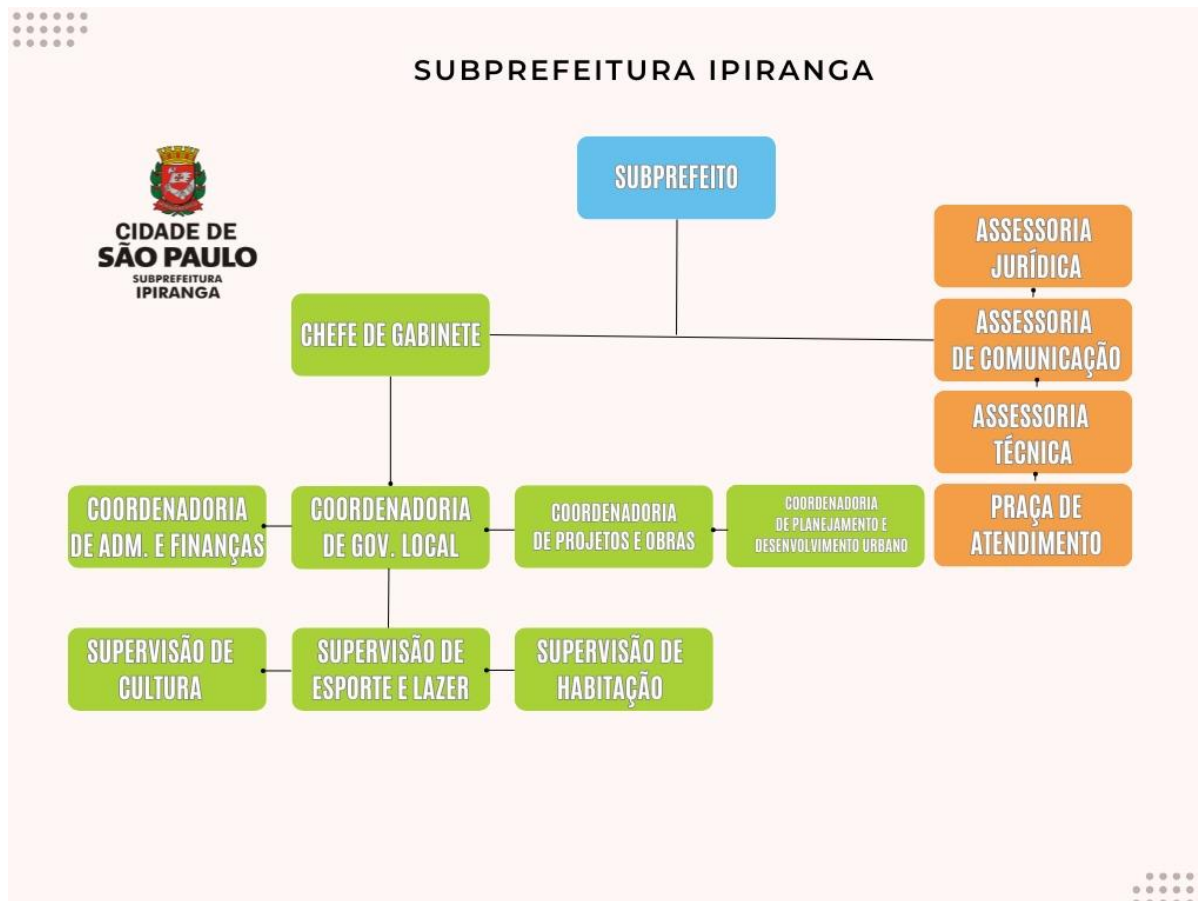 SUBPREFEITURA IPIRANGA
CIDADE DE
SÃO PAULO
SUBPREFEITURA
IPIRANGA
SUBPREFEITO
ASSESSORIA
JURÍDICA
CHEFE DE GABINETE
ASSESSORIA
DE COMUNICAÇÃO
ASSESSORIA
TÉCNICA
COORDENADORIA
DE ADM. E FINANÇAS
COORDENADORIA
DE GOV. LOCAL
COORDENADORIA
DE PROJETOS E OBRAS
COORDENADORIA
DE PLANEJAMENTO E
DESENVOLVIMENTO URBANO
PRAÇA DE
ATENDIMENTO
SUPERVISÃO DE
CULTURA
SUPERVISÃO DE
ESPORTE E LAZER
SUPERVISÃO DE
HABITAÇÃO